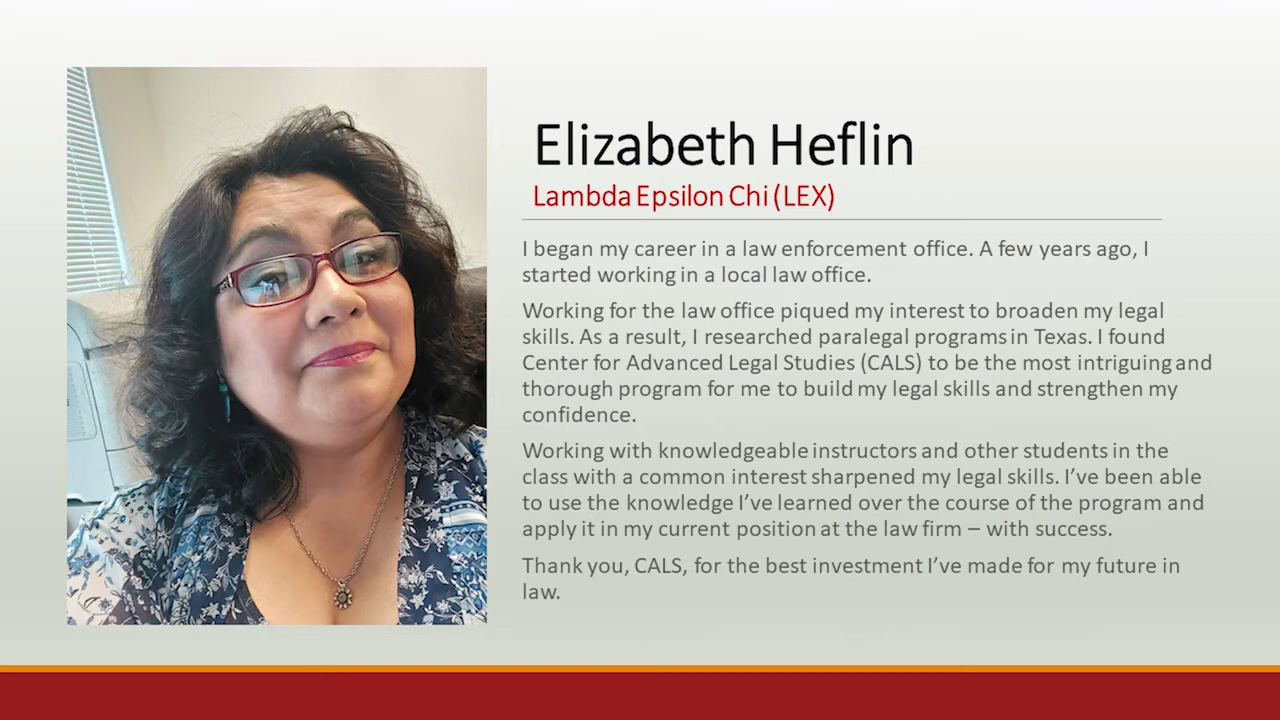 Elizabeth Heflin
Lambda Epsilon Chi (LEX)
I began my career in a law enforcement office. A few years ago, I
started working in a local law office.
Working for the law office piqued my interest to broaden my legal
skills. As a result, I researched paralegal programs in Texas. I found
Center for Advanced Legal Studies (CALS) to be the most intriguing and
thorough program for me to build my legal skills and strengthen my
confidence.
Working with knowledgeable instructors and other students in the
class with a common interest sharpened my legal skills. I’ve been able
to use the knowledge I’ve learned over the course of the program and
apply it in my current position at the law firm – with success.
Thank you, CALS, for the best investment I’ve made for my future in
law.